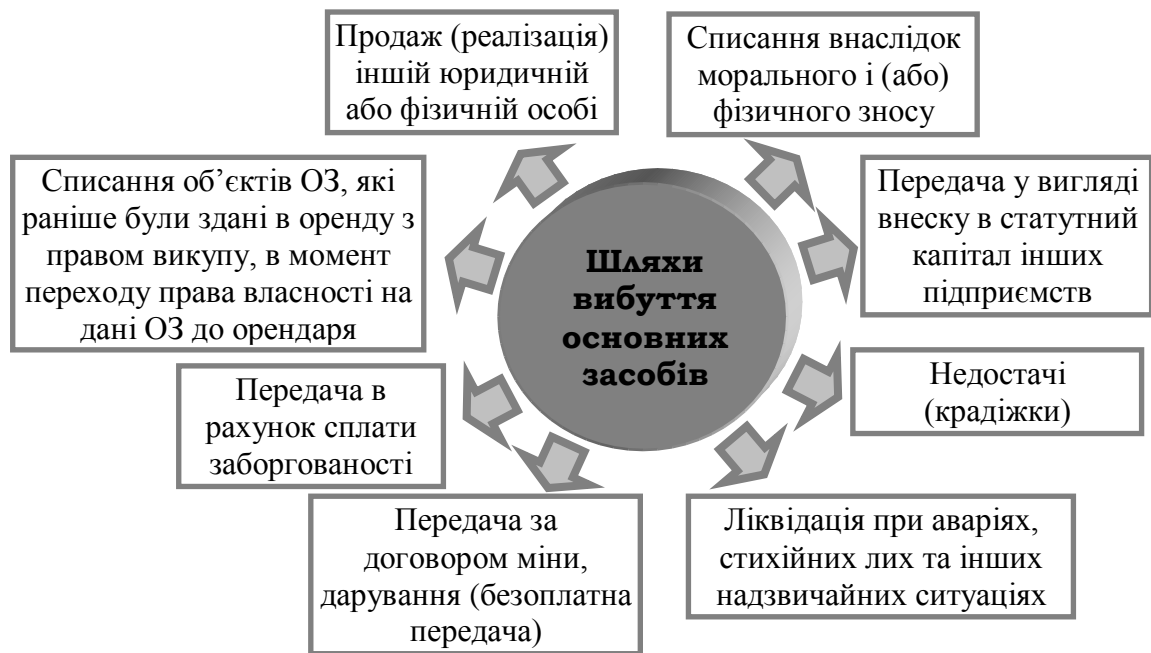 Продаж (реалізація)
іншій юридичній
або фізичній особі
Списання внаслідок
морального і (або)
фізичного зносу
Списання об’єктів ОЗ, які
раніше були здані в оренду з
правом викупу, в момент
переходу права власності на
дані ОЗ до орендаря
Шляхи
вибуття
основних
засобів
Передача у вигляді
внеску в статутний
капітал інших
підприємств
Передача в
рахунок сплати
заборгованості
Недостачі
(крадіжки)
Передача за
договором міни,
дарування (безоплатна
передача)
Ліквідація при аваріях,
стихійних лих та інших
надзвичайних ситуаціях